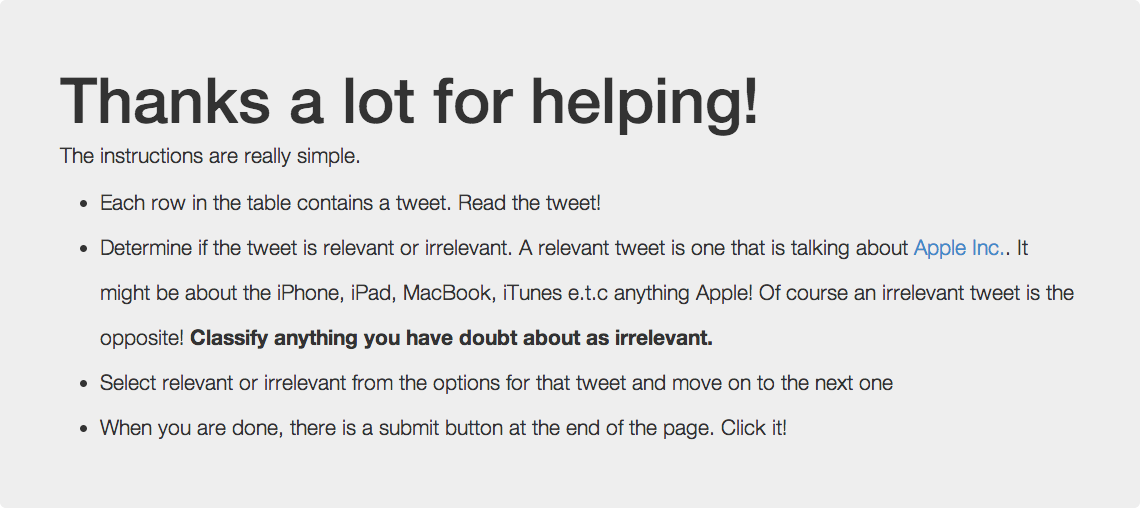 Thanks a lot for helping!
The instructions are really simple.
• Each row in the table contains a tweet. Read the tweet!
• Determine if the tweet is relevant or irrelevant. A relevant tweet is one that is talking about Apple Inc.. It
might be about the iPhone, iPad, MacBook, iTunes e.t.c anything Apple! Of course an irrelevant tweet is the
opposite! Classify anything you have doubt about as irrelevant.
• Select relevant or irrelevant from the options for that tweet and move on to the next one
• When you are done, there is a submit button at the end of the page. Click it!